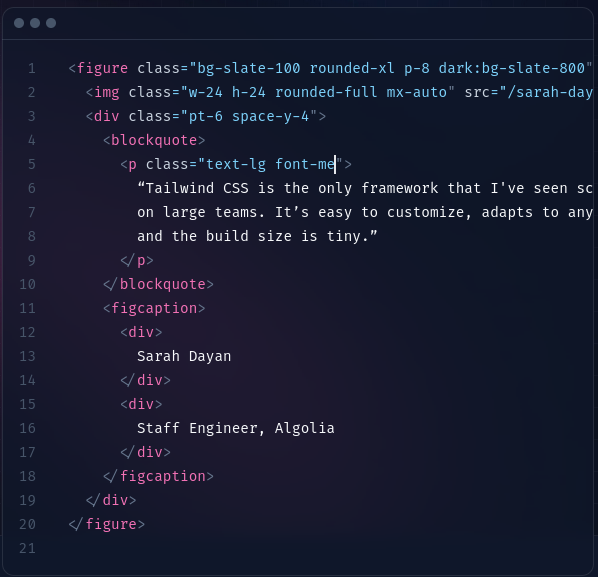 1 <figure class="bg-slate-100 rounded-xl p-8 dark:bg-slate-800"
2 <img class="w-24 h-24 rounded-full mx-auto" src="/sarah-day
3 <div class="pt-6 space-y-4">
4 <blockquote>
5 <p class="text-lg font-me">
6 “Tailwind CSS is the only framework that I've seen sc
7 on large teams. It’s easy to customize, adapts to any
8 and the build size is tiny.”
9 </p>
10 </blockquote>
11 <figcaption>
12 <div>
13 Sarah Dayan
14 </div>
15 <div>
16 Staff Engineer, Algolia
17 </div>
18 </figcaption>
19 </div>
20 </figure>
21